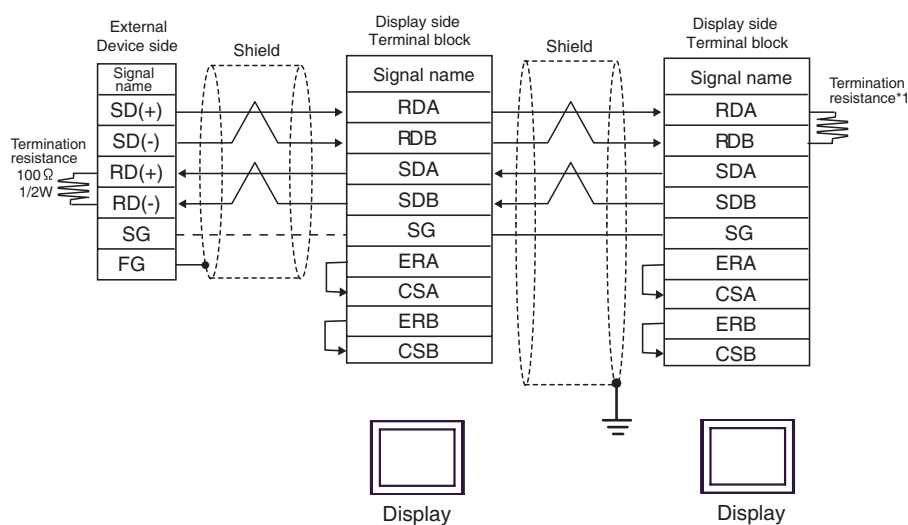 External
Device side
Shield
Display side
Terminal block
Shield
Display side
Terminal block
Signal
name
SD(+)
SD(-)
RD(+)
RD(-)
SG
FG
Termination
resistance
100 Ω
1/2W
Signal name
RDA
RDB
SDA
SDB
SG
ERA
CSA
ERB
CSB
Signal name
RDA
RDB
SDA
SDB
SG
ERA
CSA
ERB
CSB
Termination
resistance*1
Display
Display